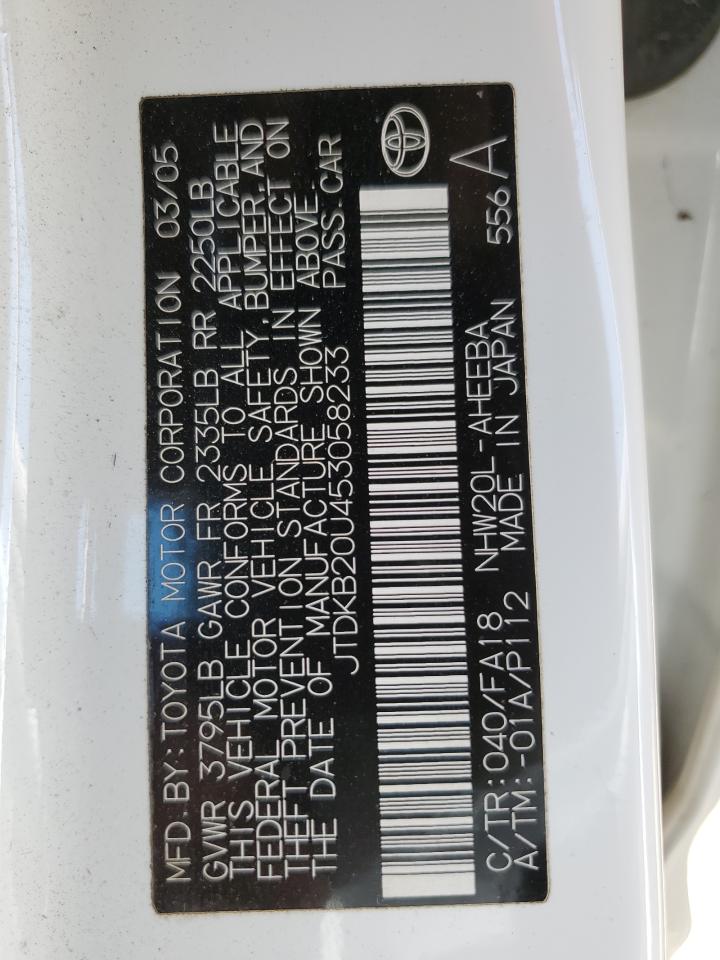 MFD.BY:TOYOTA MOTOR CORPORATION 03/05
GVWR 3795LB GAWR FR 2335LB RR 2250LB
THIS VEHICLE CONFORMS TO ALL APPLICABLE
FEDERAL MOTOR VEHICLE SAFETY,BUMPER,AND
THEFT PREVENTION STANDARDS IN EFFECT ON
THE DATE OF MANUFACTURE SHOWN ABOVE.
JTDKB20U453058233 PASS.CAR
C/TR:040/FA18 NHW20L-AHEEBA 556 A
A/TM:-01A/P112 MADE IN JAPAN